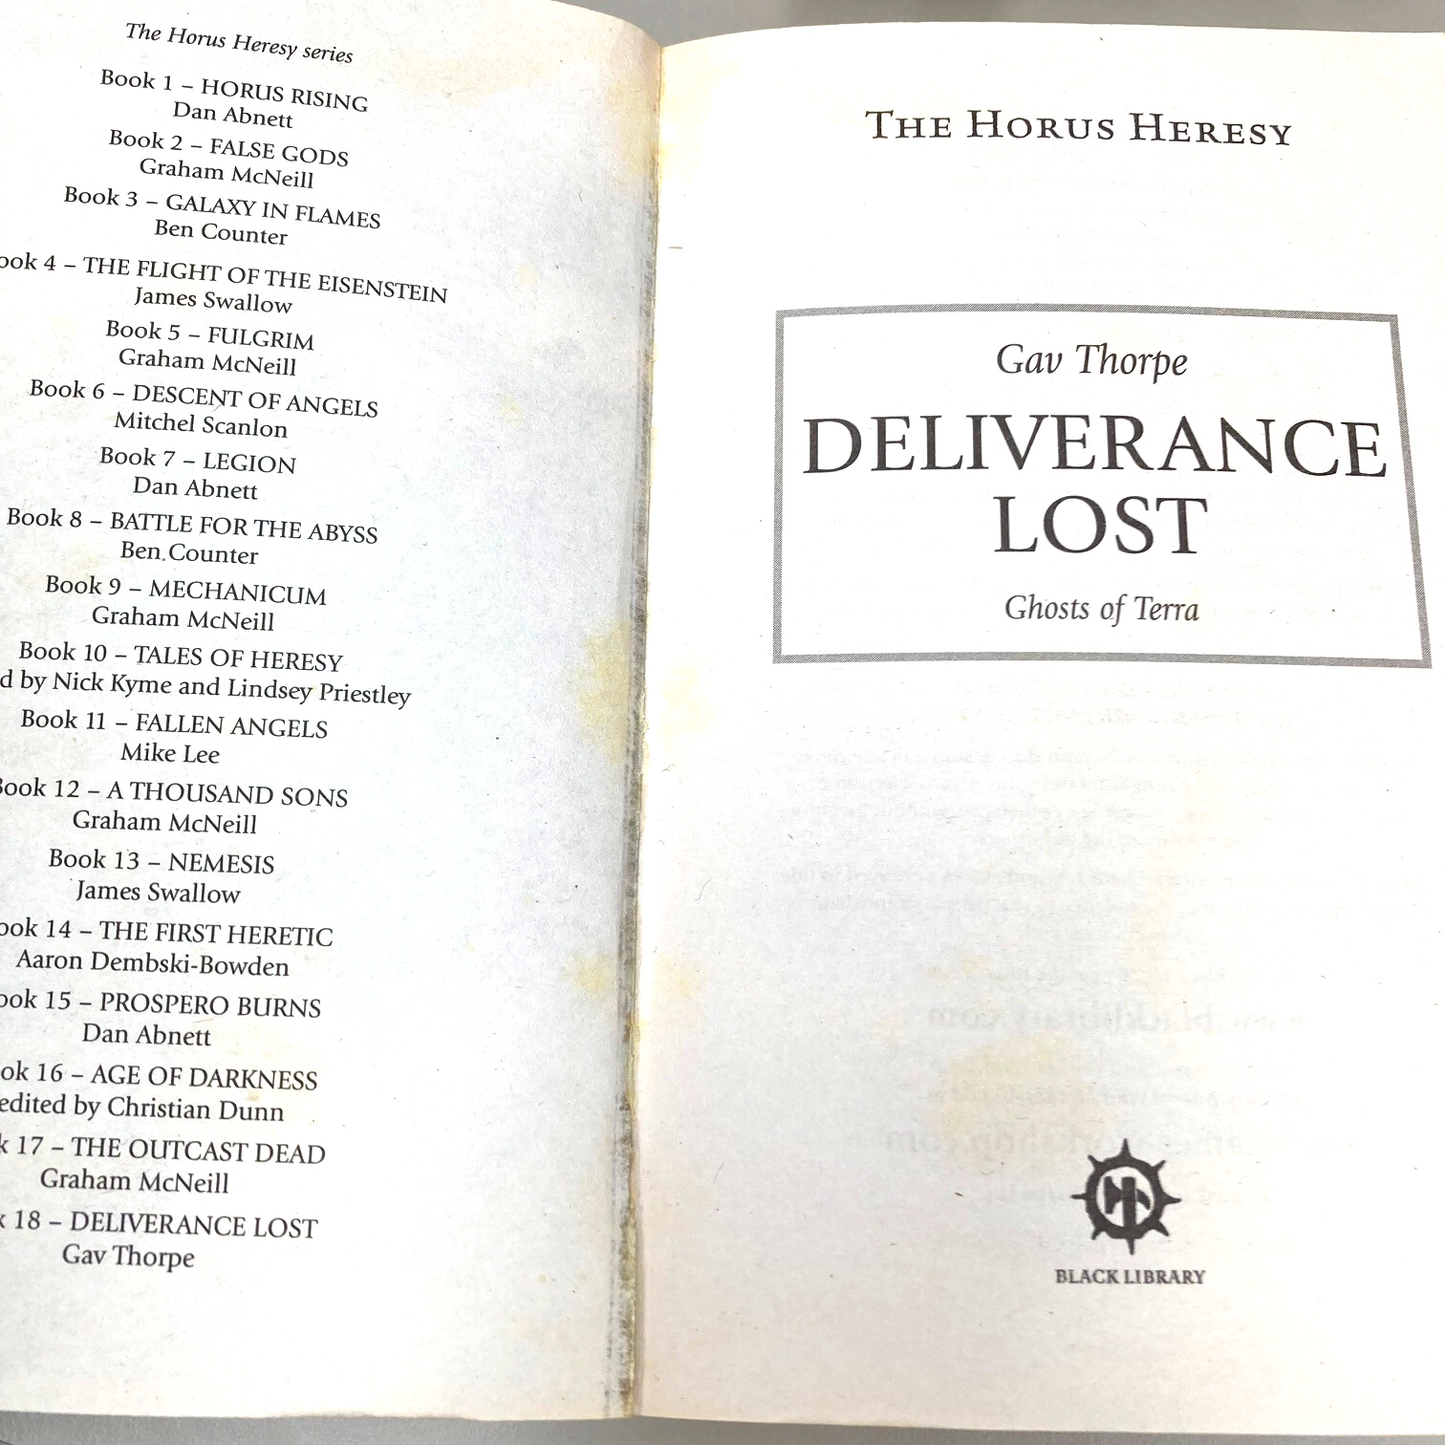 The Horus Heresy series
Book 1 – HORUS RISING
Dan Abnett
Book 2 – FALSE GODS
Graham McNeill
Book 3 – GALAXY IN FLAMES
Ben Counter
ook 4 – THE FLIGHT OF THE EISENSTEIN
James Swallow
Book 5 – FULGRIM
Graham McNeill
Book 6 – DESCENT OF ANGELS
Mitchel Scanlon
Book 7 – LEGION
Dan Abnett
Book 8 – BATTLE FOR THE ABYSS
Ben Counter
Book 9 – MECHANICUM
Graham McNeill
Book 10 – TALES OF HERESY
d by Nick Kyme and Lindsey Priestley
Book 11 – FALLEN ANGELS
Mike Lee
Book 12 – A THOUSAND SONS
Graham McNeill
Book 13 – NEMESIS
James Swallow
ook 14 – THE FIRST HERETIC
Aaron Dembski-Bowden
ook 15 – PROSPERO BURNS
Dan Abnett
ok 16 – AGE OF DARKNESS
edited by Christian Dunn
k 17 – THE OUTCAST DEAD
Graham McNeill
k 18 – DELIVERANCE LOST
Gav Thorpe
THE HORUS HERESY
Gav Thorpe
DELIVERANCE
LOST
Ghosts of Terra
BLACK LIBRARY